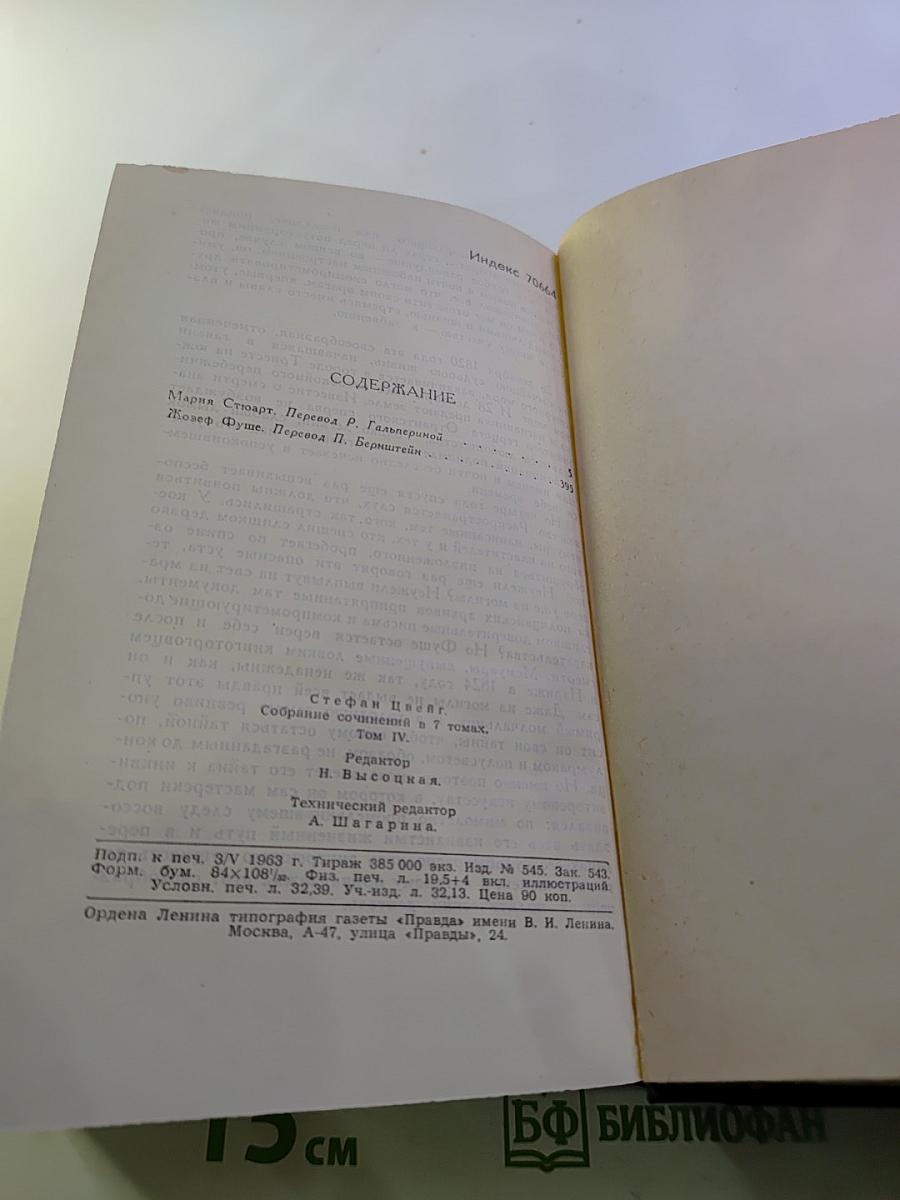 Индекс 70664
СОДЕРЖАНИЕ
Мария Стюарт. Перевод Р. Гальпериной . . . . . . . 5
Жозеф Фуше. Перевод П. Бернштейн . . . . . . . . 395
Стефан Цвейг.
Собрание сочинений в 7 томах.
Том IV.
Редактор
Н. Высоцкая.
Технический редактор
А. Шагарина.
Подп. к печ. 3/V 1963 г. Тираж 385 000 экз. Изд. № 545. Зак. 543.
Форм. бум. 84×108¹/₃₂. Физ. печ. л. 19,5+4 вкл. иллюстраций.
Условн. печ. л. 32,39. Уч.-изд. л. 32,13. Цена 90 коп.
Ордена Ленина типография газеты «Правда» имени В. И. Ленина.
Москва, А-47, улица «Правды», 24.
15 см
БФ БИБЛИОФАН